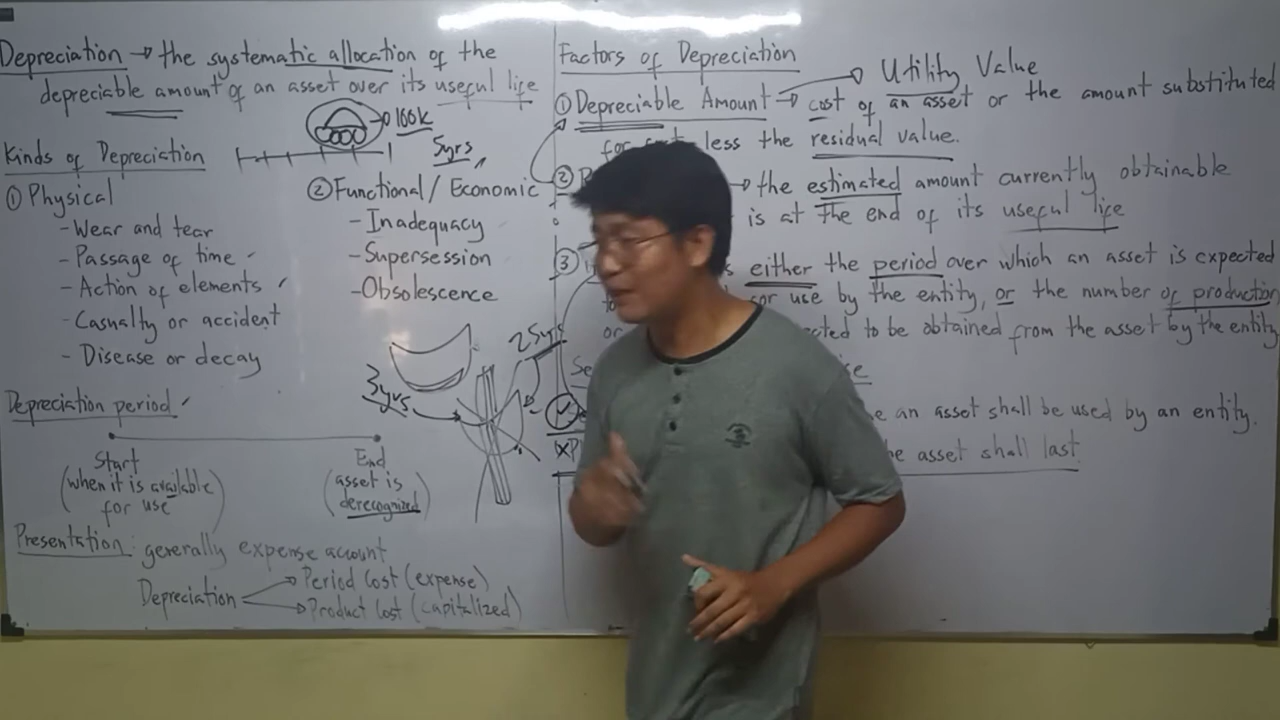 Depreciation → the systematic allocation of the
depreciable amount of an asset over its useful life
100K
5yrs
Kinds of Depreciation
① Physical
- Wear and tear
- Passage of time
- Action of elements
- Casualty or accident
- Disease or decay
② Functional / Economic
- Inadequacy
- Supersession
- Obsolescence
25yrs
3yrs
Depreciation period
Start
(when it is available
for use)
End
(asset is
derecognized)
Presentation: generally expense account
Depreciation
Period Cost (expense)
Product Cost (capitalized)
Factors of Depreciation
Utility Value
① Depreciable Amount → cost of an asset or the amount substituted
for less the residual value.
② → the estimated amount currently obtainable
is at the end of its useful life
③ either the period over which an asset is expected
for use by the entity, or the number of production
or to be obtained from the asset by the entity
an asset shall be used by an entity.
asset shall last